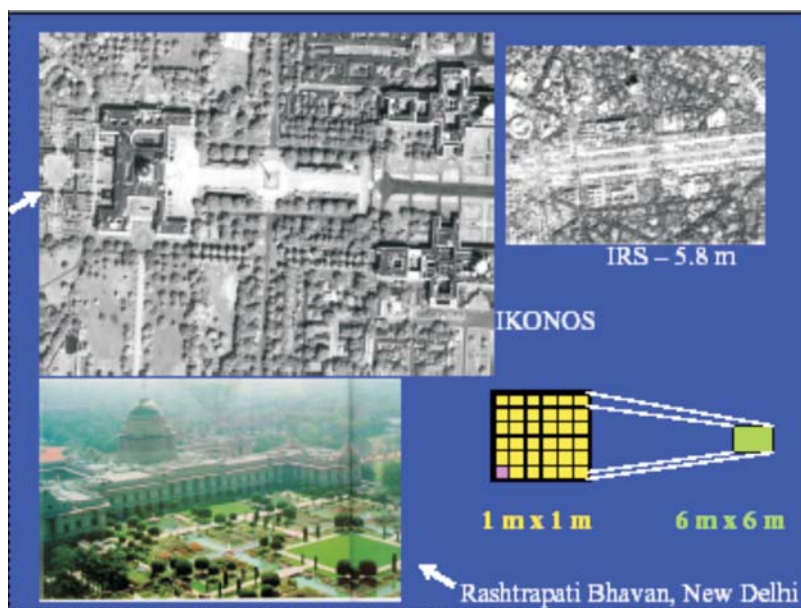 IRS – 5.8 m
IKONOS
1 m x 1 m
6 m x 6 m
Rashtrapati Bhavan, New Delhi